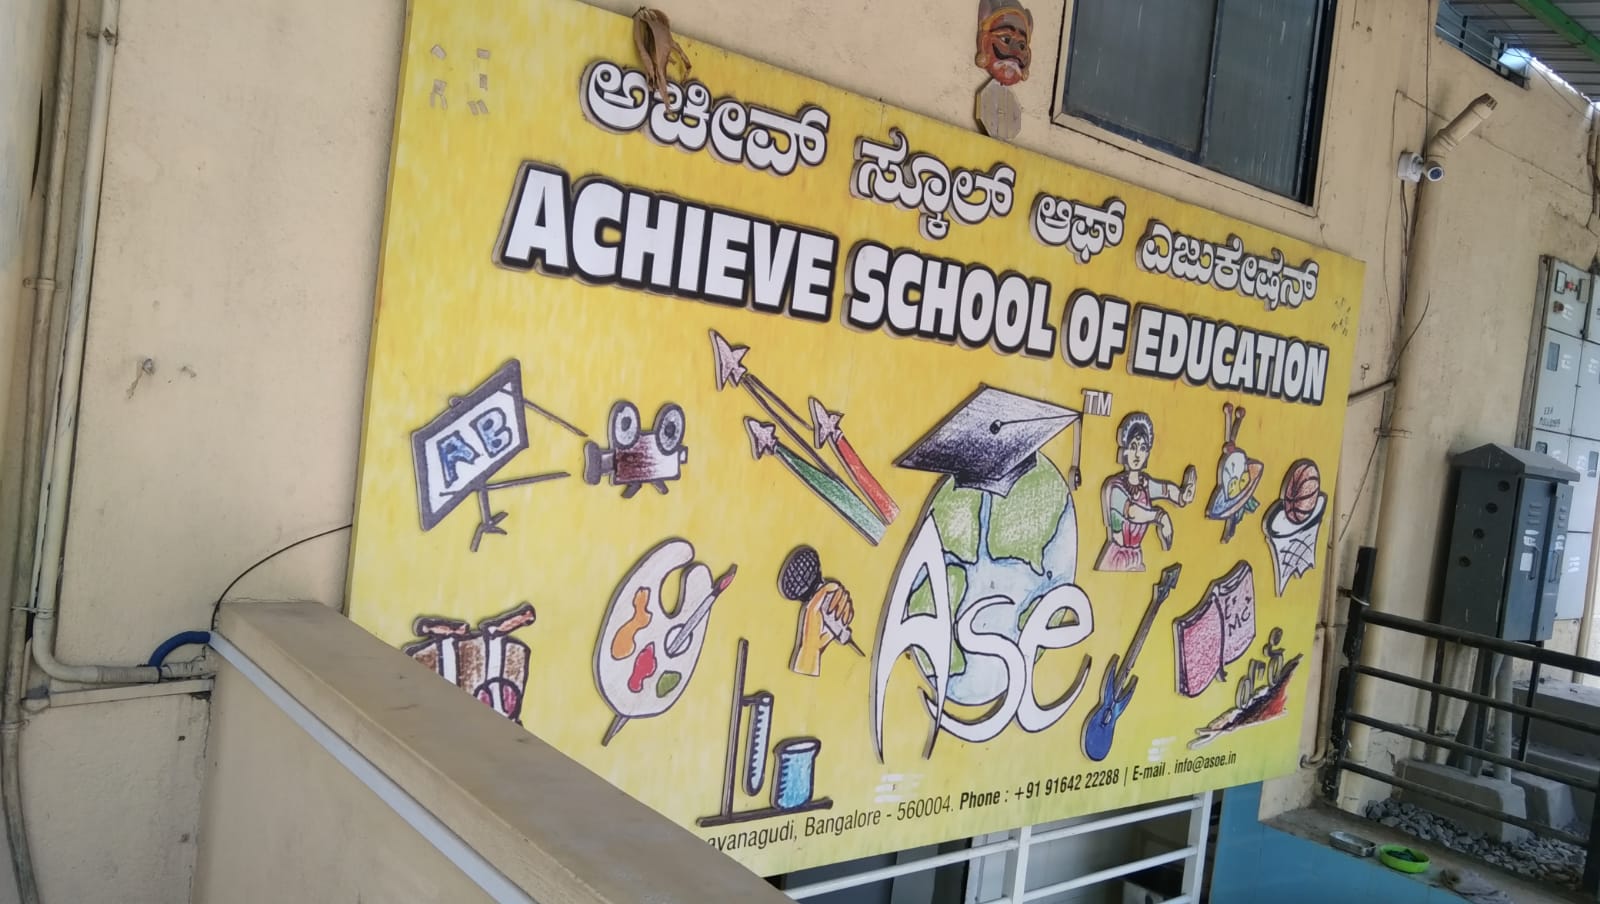 ಅಚೀವ್ ಸ್ಕೂಲ್ ಆಫ್ ಎಜುಕೇಷನ್
ACHIEVE SCHOOL OF EDUCATION
TM
AB
Ase
MC
Bangalore - 560004. Phone : +91 91642 22288 | E-mail . info@asoe.in